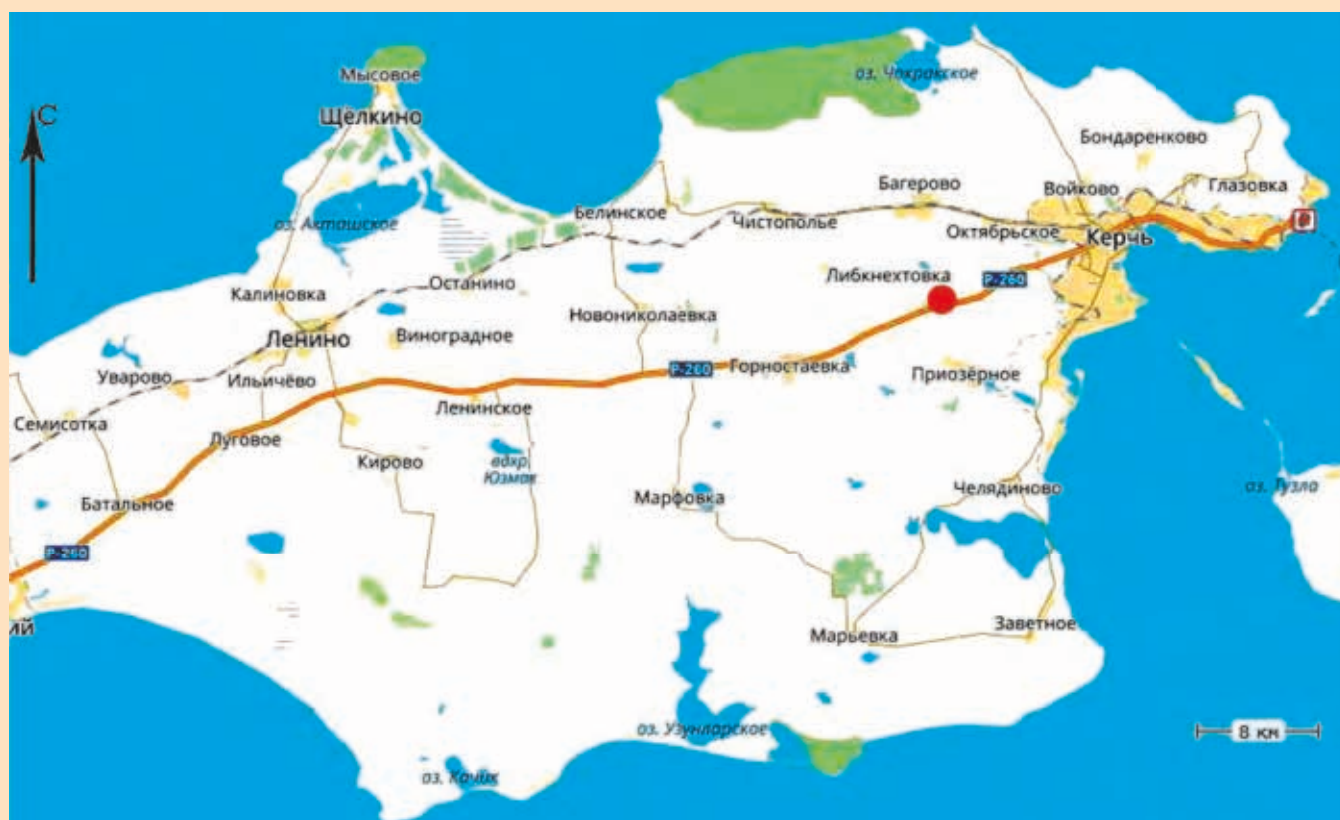 Мысовое
оз. Чокракское
С
Щёлкино
Бондаренково
Багерово
Войково
Глазовка
Белинское
оз. Акташское
Чистополье
Октябрьское
Керчь
Останино
Либкнехтовка
Р-260
Калиновка
Новониколаевка
Ленино
Виноградное
Р-260
Горностаевка
Уварово
Ильичёво
Приозёрное
Ленинское
Семисотка
Луговое
Кирово
вдхр.
Юзмак
Марфовка
Челядиново
оз. Тузла
Батальное
Р-260
ий
Марьевка
Заветное
оз. Узунларское
8 км
оз. Качик